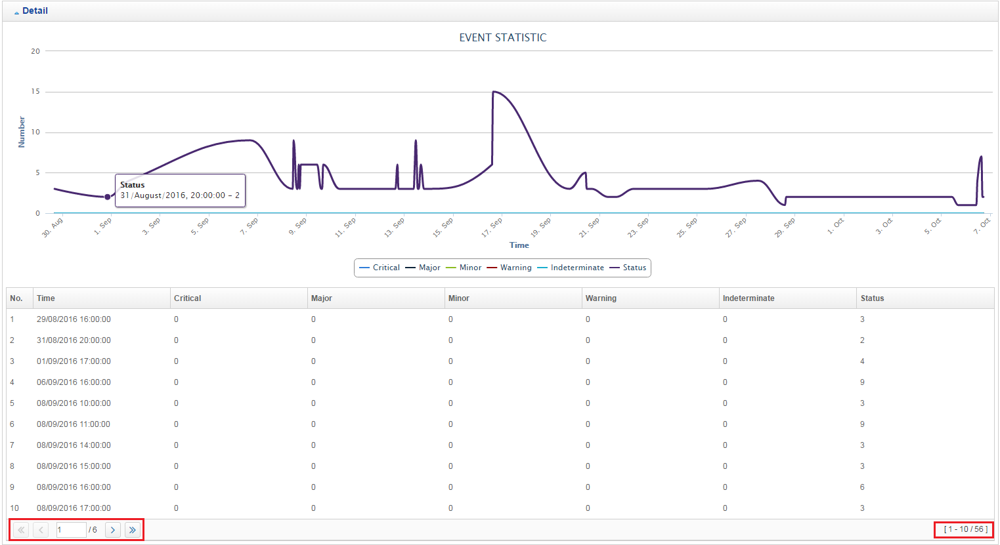 Detail
EVENT STATISTIC
20
15
10
5
0
Number
Status
31/August/2016, 20:00:00 - 2
30. Aug 1. Sep 3. Sep 5. Sep 7. Sep 9. Sep 11. Sep 13. Sep 15. Sep 17. Sep 19. Sep 21. Sep 23. Sep 25. Sep 27. Sep 29. Sep 1. Oct 3. Oct 5. Oct 7. Oct
Time
Critical Major Minor Warning Indeterminate Status
No. Time Critical Major Minor Warning Indeterminate Status
1 29/08/2016 16:00:00 0 0 0 0 0 3
2 31/08/2016 20:00:00 0 0 0 0 0 2
3 01/09/2016 17:00:00 0 0 0 0 0 4
4 06/09/2016 16:00:00 0 0 0 0 0 9
5 08/09/2016 10:00:00 0 0 0 0 0 3
6 08/09/2016 11:00:00 0 0 0 0 0 9
7 08/09/2016 14:00:00 0 0 0 0 0 3
8 08/09/2016 15:00:00 0 0 0 0 0 3
9 08/09/2016 16:00:00 0 0 0 0 0 6
10 08/09/2016 17:00:00 0 0 0 0 0 3
1 / 6 [ 1 - 10 / 56 ]